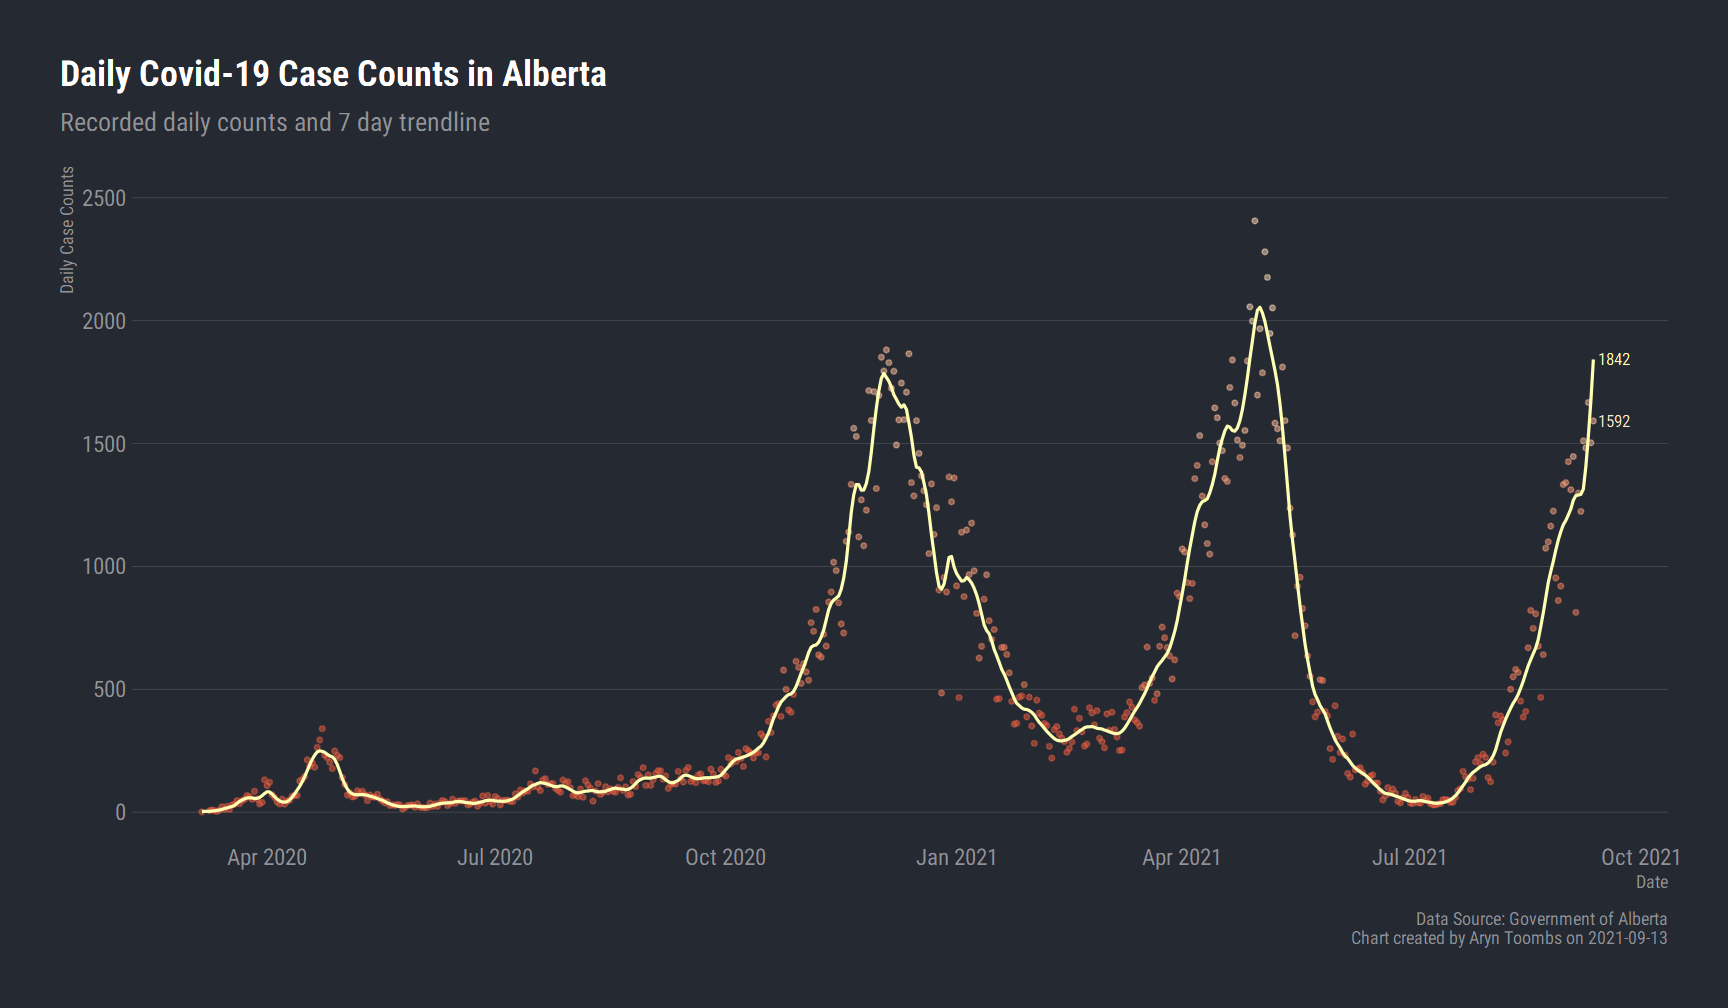 Daily Covid-19 Case Counts in Alberta
Recorded daily counts and 7 day trendline
Daily Case Counts
2500
2000
1500
1000
500
0
1842
1592
Apr 2020
Jul 2020
Oct 2020
Jan 2021
Apr 2021
Jul 2021
Oct 2021
Date
Data Source: Government of Alberta
Chart created by Aryn Toombs on 2021-09-13